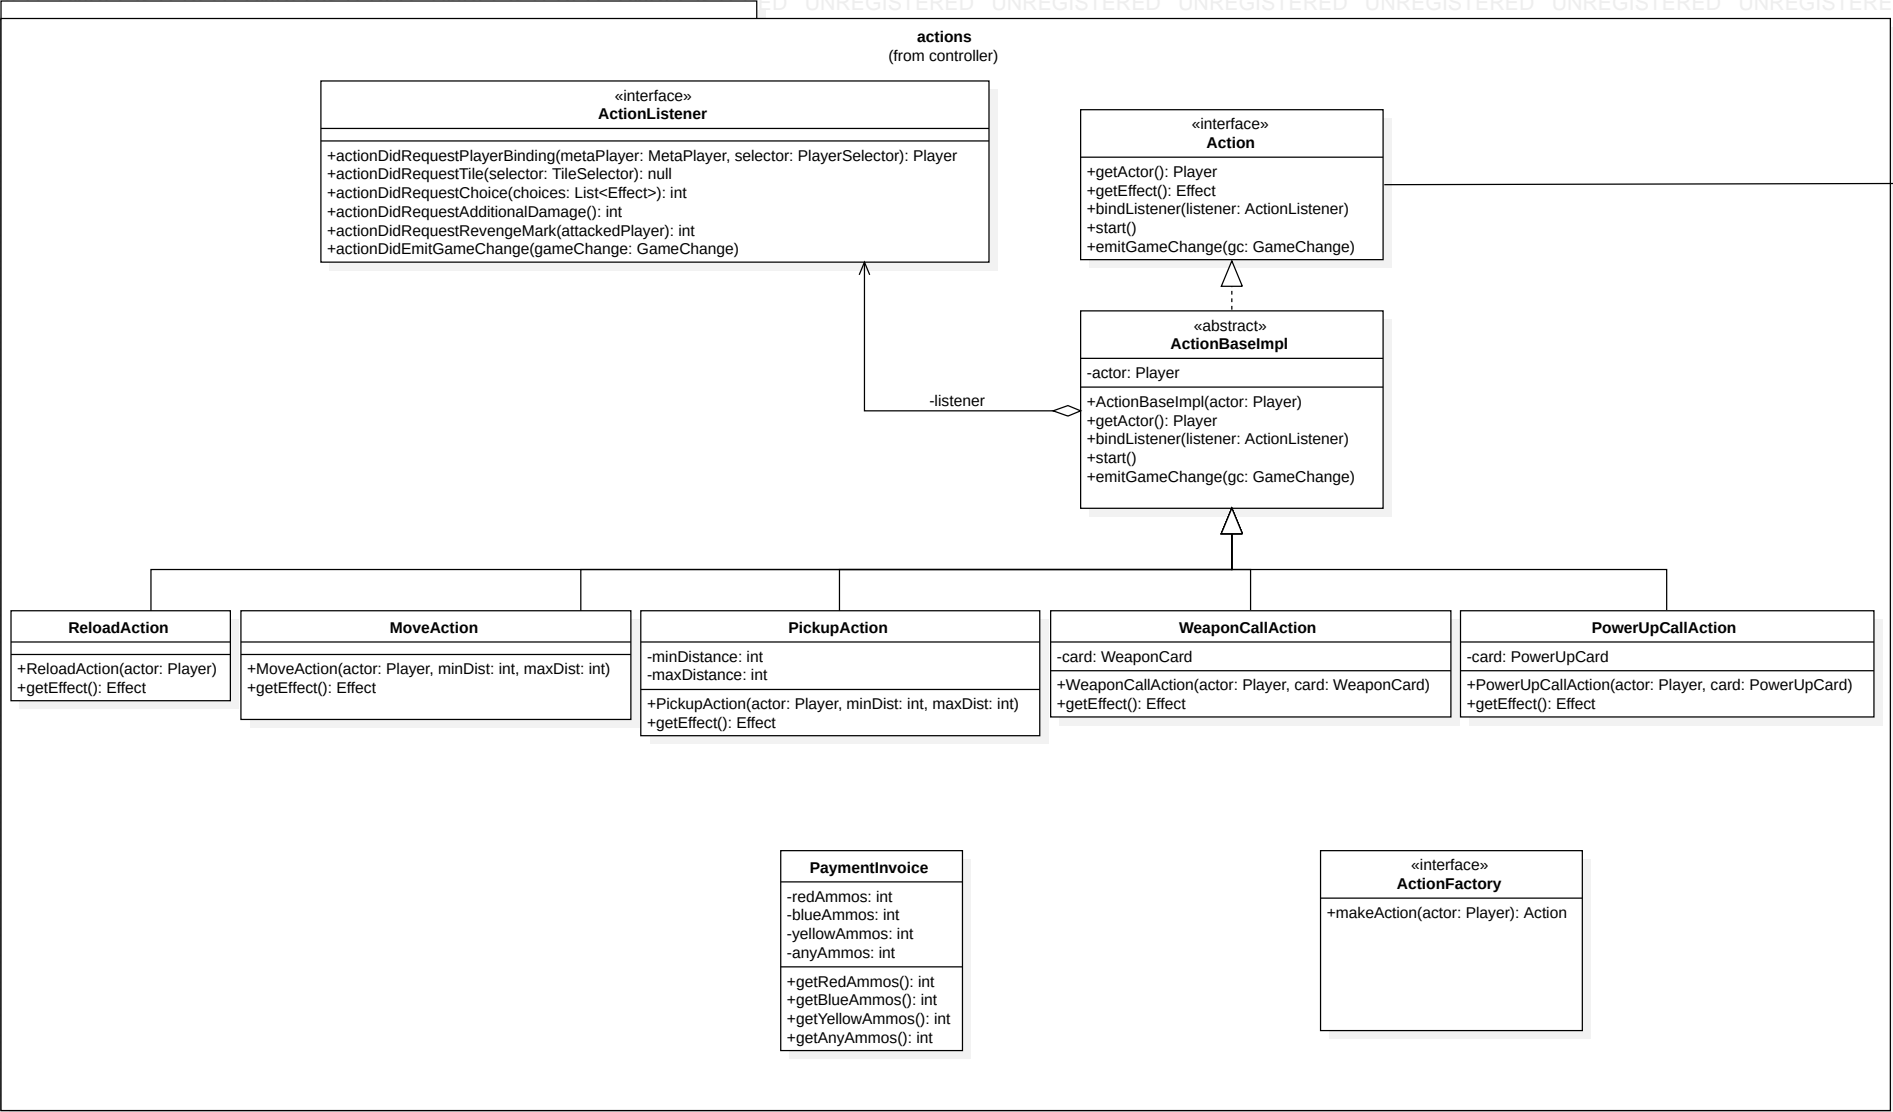 ED UNREGISTERED UNREGISTERED UNREGISTERED UNREGISTERED UNREGISTERED UNREGISTERE
actions
(from controller)
«interface»
ActionListener
+actionDidRequestPlayerBinding(metaPlayer: MetaPlayer, selector: PlayerSelector): Player
+actionDidRequestTile(selector: TileSelector): null
+actionDidRequestChoice(choices: List<Effect>): int
+actionDidRequestAdditionalDamage(): int
+actionDidRequestRevengeMark(attackedPlayer): int
+actionDidEmitGameChange(gameChange: GameChange)
«interface»
Action
+getActor(): Player
+getEffect(): Effect
+bindListener(listener: ActionListener)
+start()
+emitGameChange(gc: GameChange)
«abstract»
ActionBaseImpl
-actor: Player
+ActionBaseImpl(actor: Player)
+getActor(): Player
+bindListener(listener: ActionListener)
+start()
+emitGameChange(gc: GameChange)
-listener
ReloadAction
+ReloadAction(actor: Player)
+getEffect(): Effect
MoveAction
+MoveAction(actor: Player, minDist: int, maxDist: int)
+getEffect(): Effect
PickupAction
-minDistance: int
-maxDistance: int
+PickupAction(actor: Player, minDist: int, maxDist: int)
+getEffect(): Effect
WeaponCallAction
-card: WeaponCard
+WeaponCallAction(actor: Player, card: WeaponCard)
+getEffect(): Effect
PowerUpCallAction
-card: PowerUpCard
+PowerUpCallAction(actor: Player, card: PowerUpCard)
+getEffect(): Effect
PaymentInvoice
-redAmmos: int
-blueAmmos: int
-yellowAmmos: int
-anyAmmos: int
+getRedAmmos(): int
+getBlueAmmos(): int
+getYellowAmmos(): int
+getAnyAmmos(): int
«interface»
ActionFactory
+makeAction(actor: Player): Action